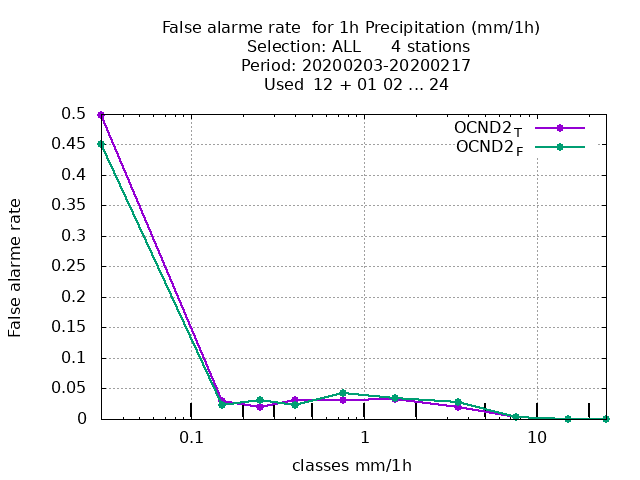 False alarme rate  for 1h Precipitation (mm/1h)
Selection: ALL      4 stations
Period: 20200203-20200217
Used  12 + 01 02 ... 24
OCND2T
OCND2F
0.5
0.45
0.4
0.35
0.3
0.25
0.2
0.15
0.1
0.05
0
False alarme rate
0.1 1 10
classes mm/1h